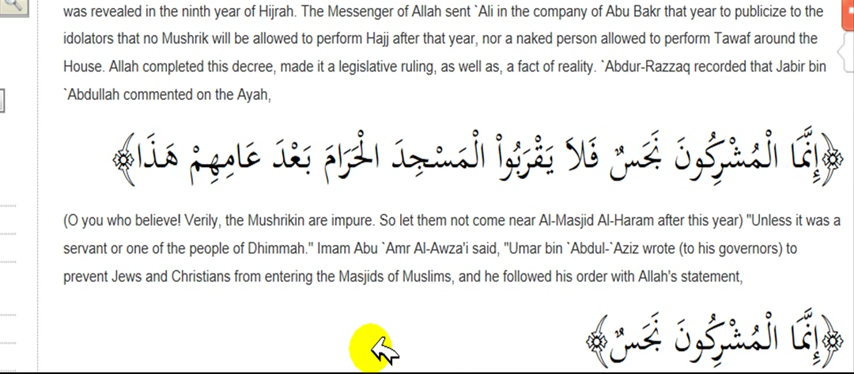 was revealed in the ninth year of Hijrah. The Messenger of Allah sent `Ali in the company of Abu Bakr that year to publicize to the
idolators that no Mushrik will be allowed to perform Hajj after that year, nor a naked person allowed to perform Tawaf around the
House. Allah completed this decree, made it a legislative ruling, as well as, a fact of reality. `Abdur-Razzaq recorded that Jabir bin
`Abdullah commented on the Ayah,
﴿إِنَّمَا الْمُشْرِكُونَ نَجَسٌ فَلاَ يَقْرَبُواْ الْمَسْجِدَ الْحَرَامَ بَعْدَ عَامِهِمْ هَذَا﴾
(O you who believe! Verily, the Mushrikin are impure. So let them not come near Al-Masjid Al-Haram after this year) "Unless it was a
servant or one of the people of Dhimmah." Imam Abu `Amr Al-Awza'i said, "Umar bin `Abdul-`Aziz wrote (to his governors) to
prevent Jews and Christians from entering the Masjids of Muslims, and he followed his order with Allah's statement,
﴿إِنَّمَا الْمُشْرِكُونَ نَجَسٌ﴾